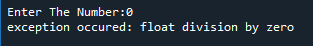 Enter The Number:0
exception occured: float division by zero